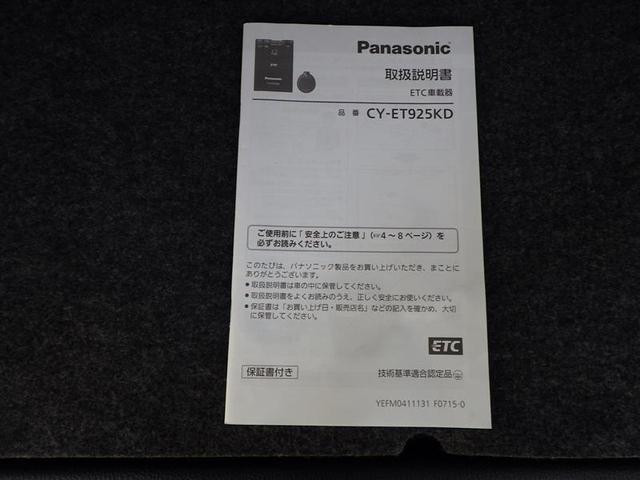 Panasonic
取扱説明書
ETC車載器
品番 CY-ET925KD
Panasonic
ご使用前に「安全上のご注意」(☞4～8ページ)を
必ずお読みください。
このたびは、パナソニック製品をお買い上げいただき、まことに
ありがとうございます。
● 取扱説明書は車の中に保管してください。
● 取扱説明書をよくお読みのうえ、正しく安全にお使いください。
● 保証書は「お買い上げ日・販売店名」などの記入を確かめ、大切
に保管してください。
ETC
保証書付き
技術基準適合認定品
YEFM0411131 F0715-0